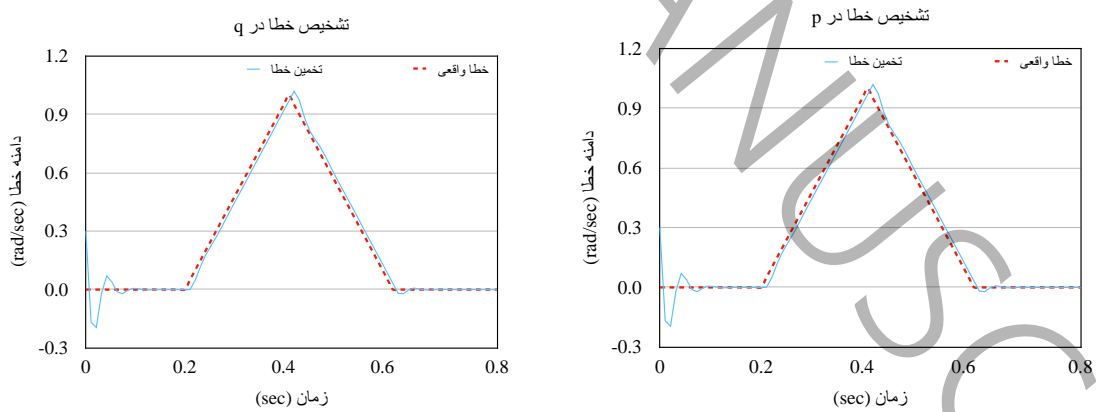 تشخیص خطا در q
1.2
0.9
0.6
0.3
0.0
-0.3
دامنه خطا (rad/sec)
تخمین خطا
خطا واقعی
0 0.2 0.4 0.6 0.8
زمان (sec)
تشخیص خطا در p
1.2
0.9
0.6
0.3
0.0
-0.3
دامنه خطا (rad/sec)
تخمین خطا
خطا واقعی
0 0.2 0.4 0.6 0.8
زمان (sec)